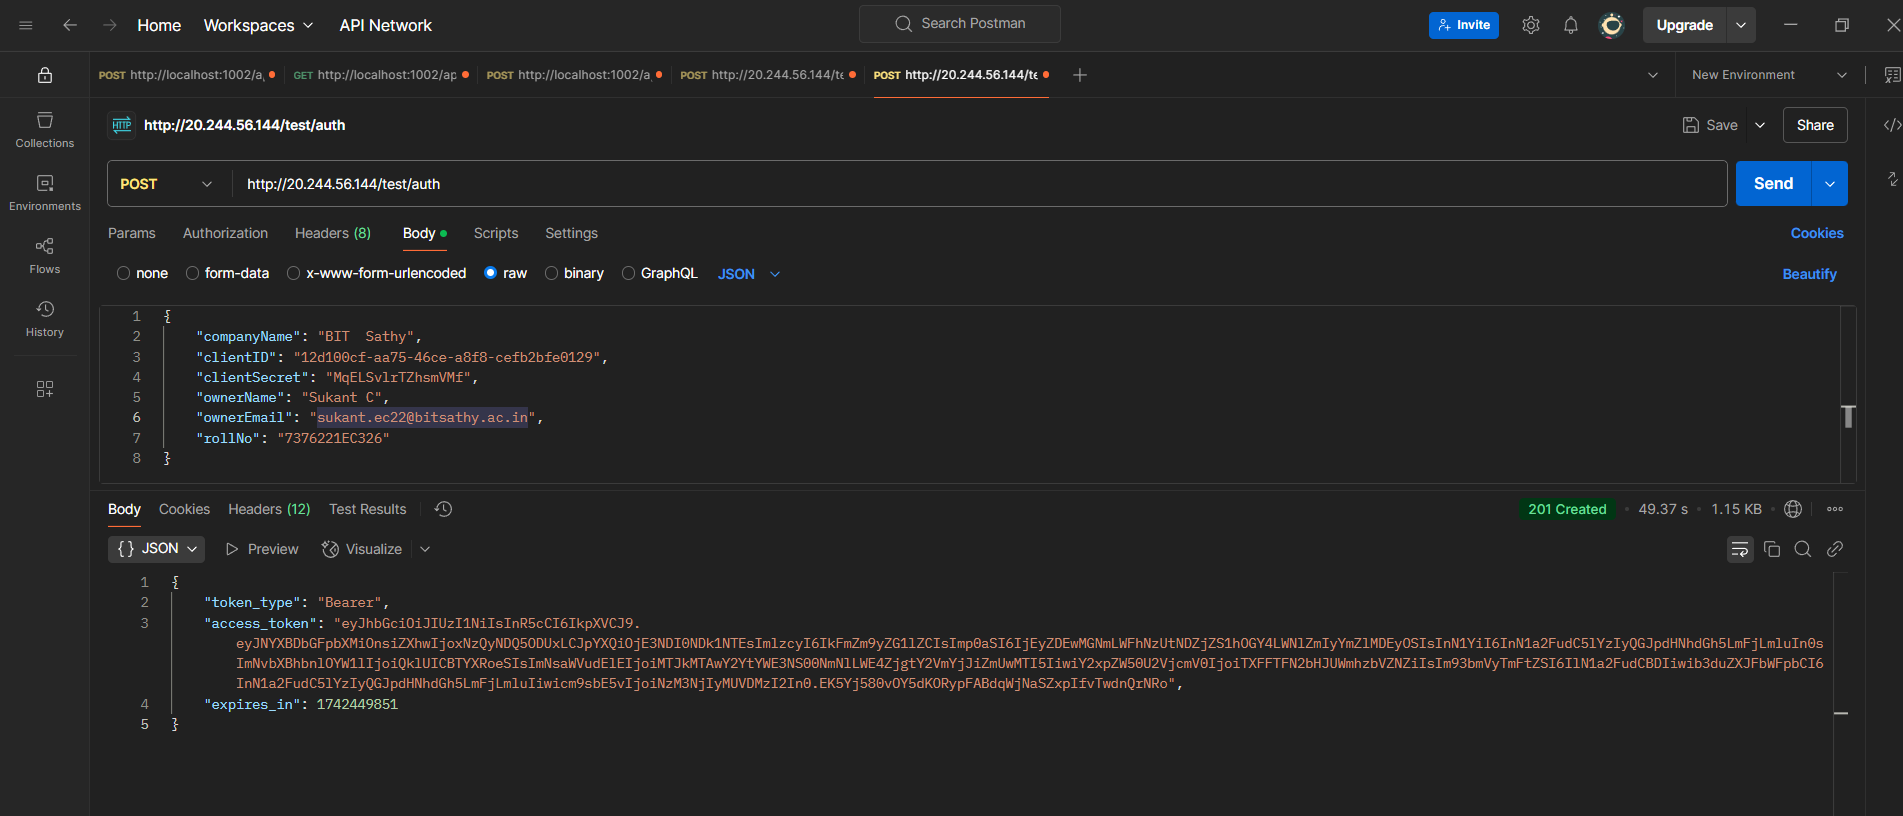 Home Workspaces API Network Search Postman Invite Upgrade
POST http://localhost:1002/a GET http://localhost:1002/ap POST http://localhost:1002/a POST http://20.244.56.144/te POST http://20.244.56.144/te New Environment
HTTP http://20.244.56.144/test/auth Save Share
POST http://20.244.56.144/test/auth Send
Params Authorization Headers (8) Body Scripts Settings Cookies
none form-data x-www-form-urlencoded raw binary GraphQL JSON Beautify
Collections
Environments
Flows
History
1 {
2 "companyName": "BIT  Sathy",
3 "clientID": "12d100cf-aa75-46ce-a8f8-cefb2bfe0129",
4 "clientSecret": "MqELSvlrTZhsmVMf",
5 "ownerName": "Sukant C",
6 "ownerEmail": "sukant.ec22@bitsathy.ac.in",
7 "rollNo": "7376221EC326"
8 }
Body Cookies Headers (12) Test Results 201 Created • 49.37 s • 1.15 KB
{} JSON Preview Visualize
1 {
2 "token_type": "Bearer",
3 "access_token": "eyJhbGciOiJIUzI1NiIsInR5cCI6IkpXVCJ9.
eyJNYXBDbGFpbXMiOnsiZXhwIjoxNzQyNDQ5ODUxLCJpYXQiOjE3NDI0NDk1NTEsImlzcyI6IkFmZm9yZG1lZCIsImp0aSI6IjEyZDEwMGNmLWFhNzUtNDZjZS1hOGY4LWNlZmIyYmZlMDEyOSIsInN1YiI6InN1a2FudC5lYzIyQGJpdHNhdGh5LmFjLmluIn0s
ImNvbXBhbnlOYW1lIjoiQklUICBTYXRoeSIsImNsaWVudElEIjoiMTJkMTAwY2YtYWE3NS00NmNlLWE4ZjgtY2VmYjJiZmUwMTI5IiwiY2xpZW50U2VjcmV0IjoiTXFFTFN2bHJUWmhzbVZNZiIsIm93bmVyTmFtZSI6IlN1a2FudCBDIiwib3duZXJFbWFpbCI6
InN1a2FudC5lYzIyQGJpdHNhdGh5LmFjLmluIiwicm9sbE5vIjoiNzM3NjIyMUVDMzI2In0.EK5Yj580vOY5dKORypFABdqWjNaSZxpIfvTwdnQrNRo",
4 "expires_in": 1742449851
5 }